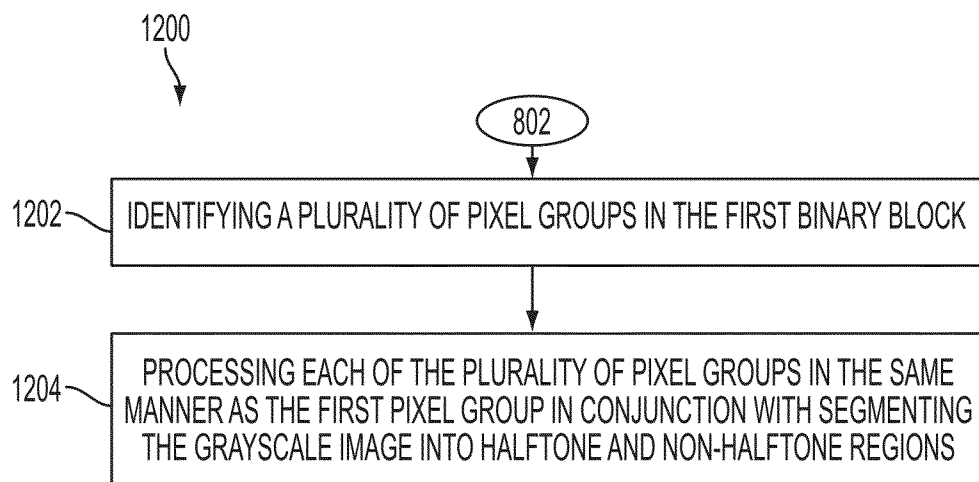 1200
802
1202
IDENTIFYING A PLURALITY OF PIXEL GROUPS IN THE FIRST BINARY BLOCK
1204
PROCESSING EACH OF THE PLURALITY OF PIXEL GROUPS IN THE SAME
MANNER AS THE FIRST PIXEL GROUP IN CONJUNCTION WITH SEGMENTING
THE GRAYSCALE IMAGE INTO HALFTONE AND NON-HALFTONE REGIONS